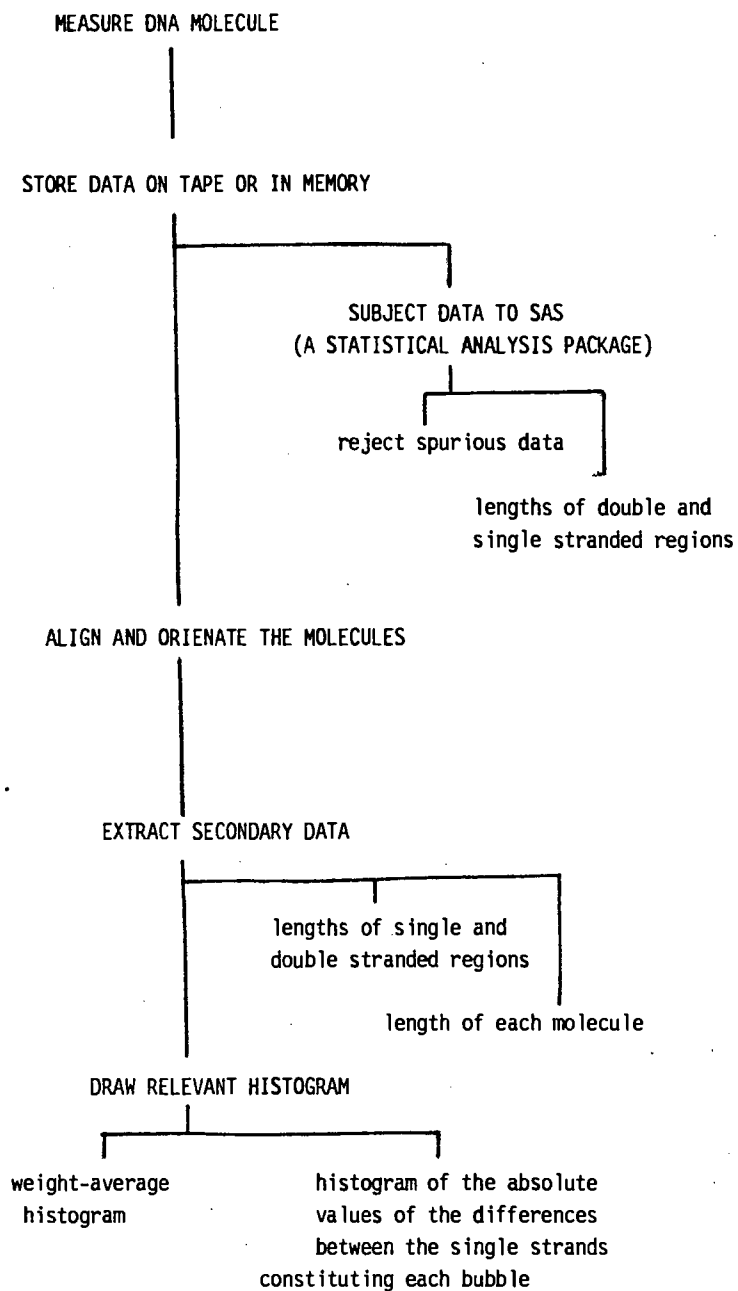 MEASURE DNA MOLECULE
STORE DATA ON TAPE OR IN MEMORY
SUBJECT DATA TO SAS
(A STATISTICAL ANALYSIS PACKAGE)
reject spurious data
lengths of double and
single stranded regions
ALIGN AND ORIENATE THE MOLECULES
EXTRACT SECONDARY DATA
lengths of single and
double stranded regions
length of each molecule
DRAW RELEVANT HISTOGRAM
weight-average
histogram
histogram of the absolute
values of the differences
between the single strands
constituting each bubble